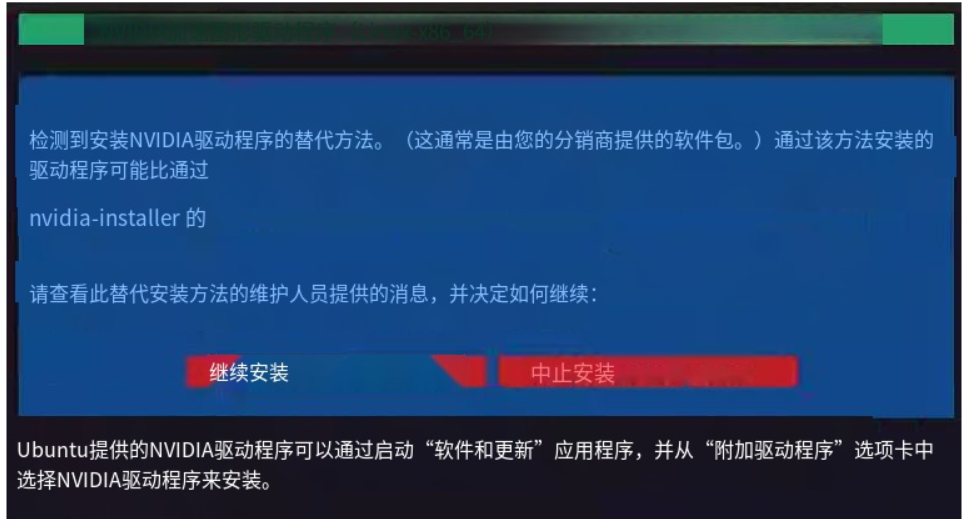 检测到安装NVIDIA驱动程序的替代方法。（这通常是由您的分销商提供的软件包。）通过该方法安装的
驱动程序可能比通过
nvidia-installer 的
请查看此替代安装方法的维护人员提供的消息，并决定如何继续：
继续安装
中止安装
Ubuntu提供的NVIDIA驱动程序可以通过启动“软件和更新”应用程序，并从“附加驱动程序”选项卡中
选择NVIDIA驱动程序来安装。